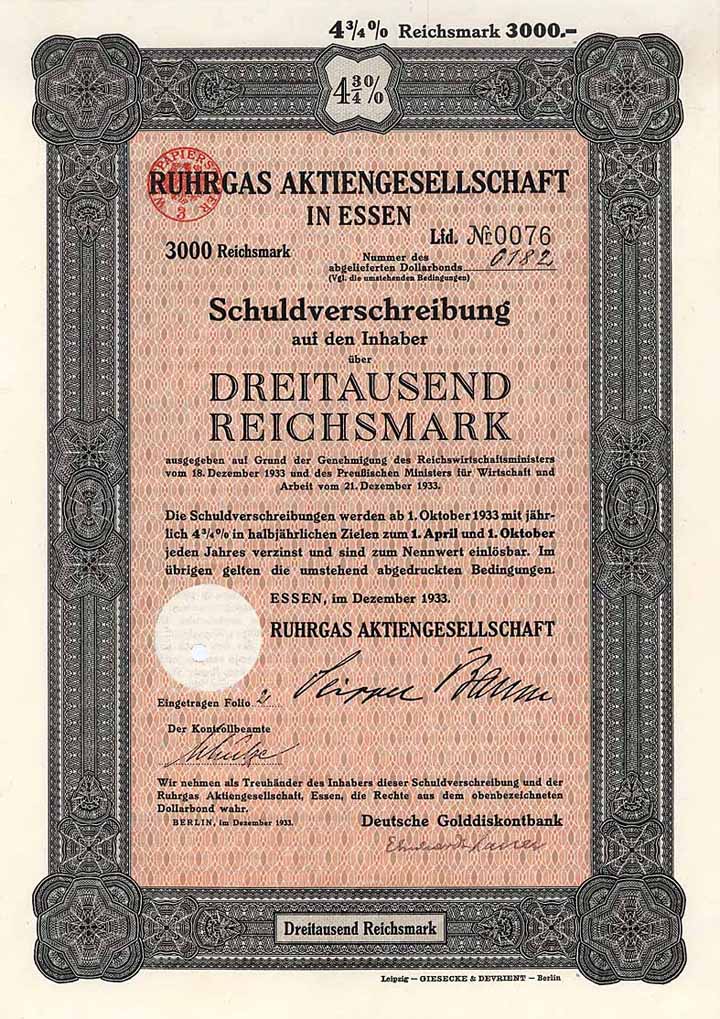 4¾% Reichsmark 3000.-
4¾%
RUHRGAS AKTIENGESELLSCHAFT
IN ESSEN
Lid. № 0076
3000 Reichsmark
Nummer des
abgelieferten Dollarbonds 0182
(Vgl. die umstehenden Bedingungen)
Schuldverschreibung
auf den Inhaber
über
DREITAUSEND
REICHSMARK
ausgegeben auf Grund der Genehmigung des Reichswirtschaftsministers
vom 18. Dezember 1933 und des Preußischen Ministers für Wirtschaft und
Arbeit vom 21. Dezember 1933.
Die Schuldverschreibungen werden ab 1. Oktober 1933 mit jähr-
lich 4¾% in halbjährlichen Zielen zum 1. April und 1. Oktober
jeden Jahres verzinst und sind zum Nennwert einlösbar. Im
übrigen gelten die umstehend abgedruckten Bedingungen.
ESSEN, im Dezember 1933.
RUHRGAS AKTIENGESELLSCHAFT
Eingetragen Folio 2
Der Kontrollbeamte
Wir nehmen als Treuhänder des Inhabers dieser Schuldverschreibung und der
Ruhrgas Aktiengesellschaft, Essen, die Rechte aus dem obenbezeichneten
Dollarbond wahr.
BERLIN, im Dezember 1933.
Deutsche Golddiskontbank
Dreitausend Reichsmark
Leipzig — GIESECKE & DEVRIENT — Berlin